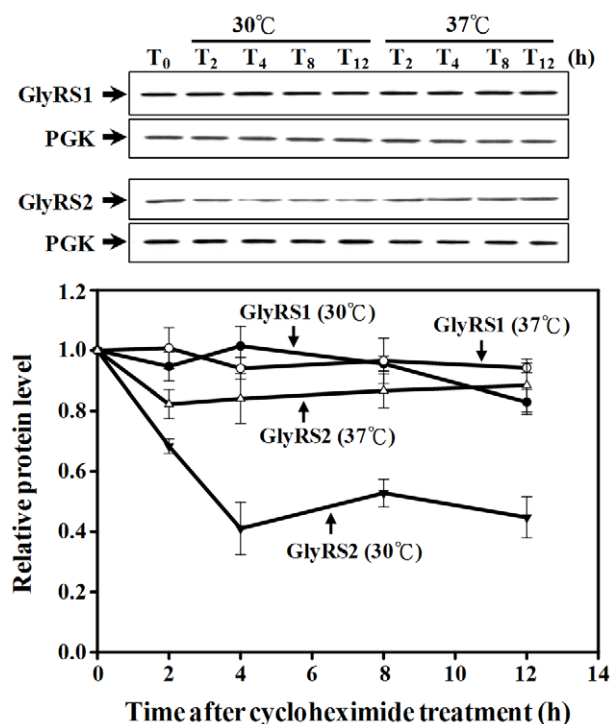 30℃ 37℃
T0 T2 T4 T8 T12 T2 T4 T8 T12 (h)
GlyRS1
PGK
GlyRS2
PGK
1.2
1.0
0.8
0.6
0.4
0.2
0.0
Relative protein level
GlyRS1 (30℃)
GlyRS1 (37℃)
GlyRS2 (37℃)
GlyRS2 (30℃)
0 2 4 6 8 10 12 14
Time after cycloheximide treatment (h)